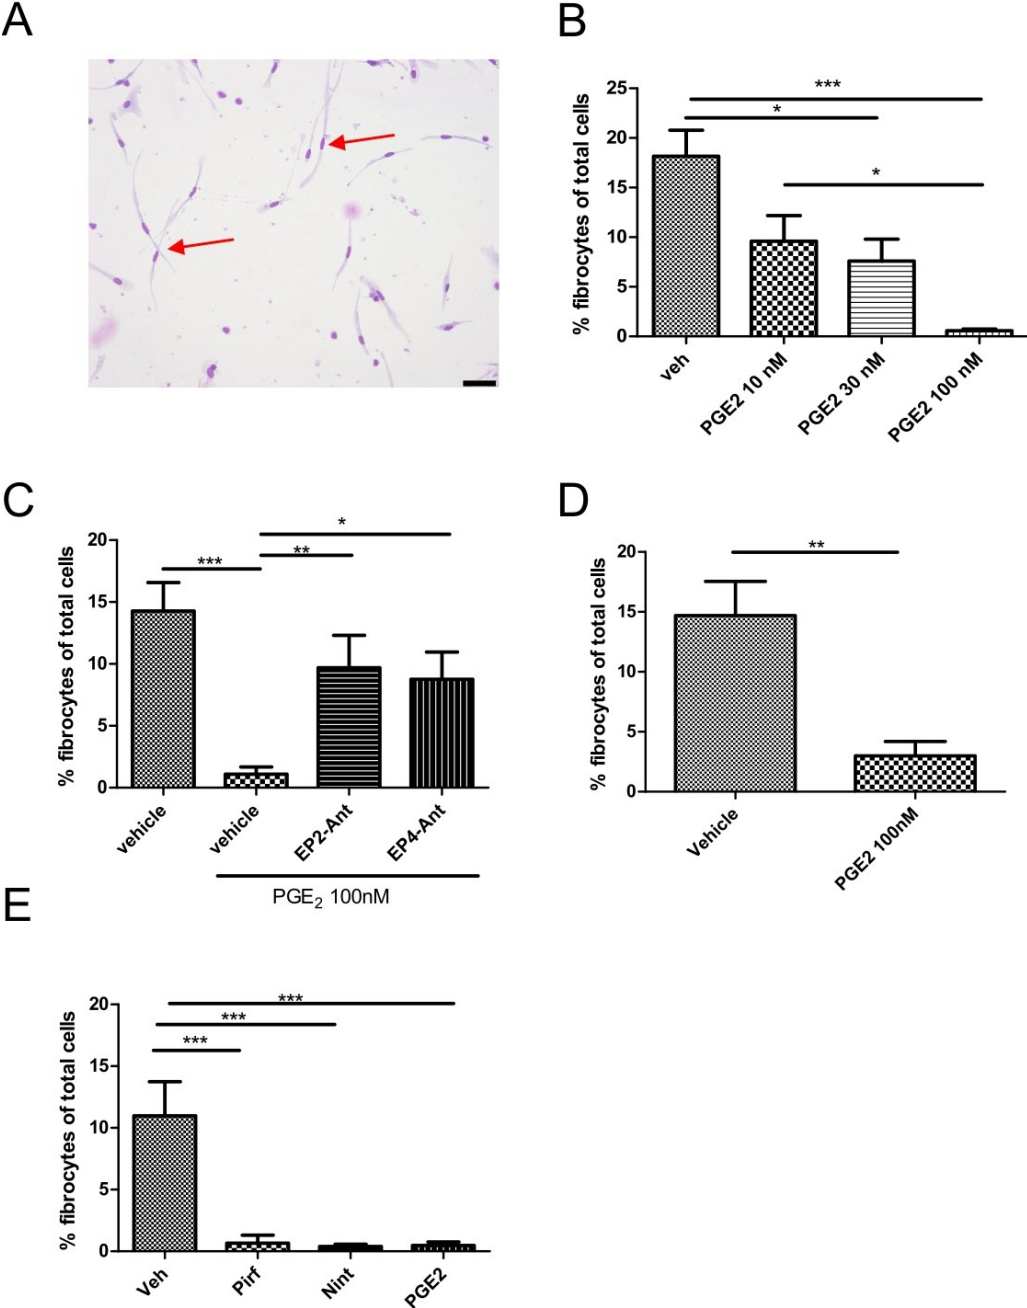 A
B
% fibrocytes of total cells
25
20
15
10
5
0
***
*
*
veh
PGE2 10 nM
PGE2 30 nM
PGE2 100 nM
C
% fibrocytes of total cells
20
15
10
5
0
*
**
***
vehicle
vehicle
EP2-Ant
EP4-Ant
PGE2 100nM
D
% fibrocytes of total cells
20
15
10
5
0
**
Vehicle
PGE2 100nM
E
% fibrocytes of total cells
20
15
10
5
0
***
***
***
Veh
Pirf
Nint
PGE2